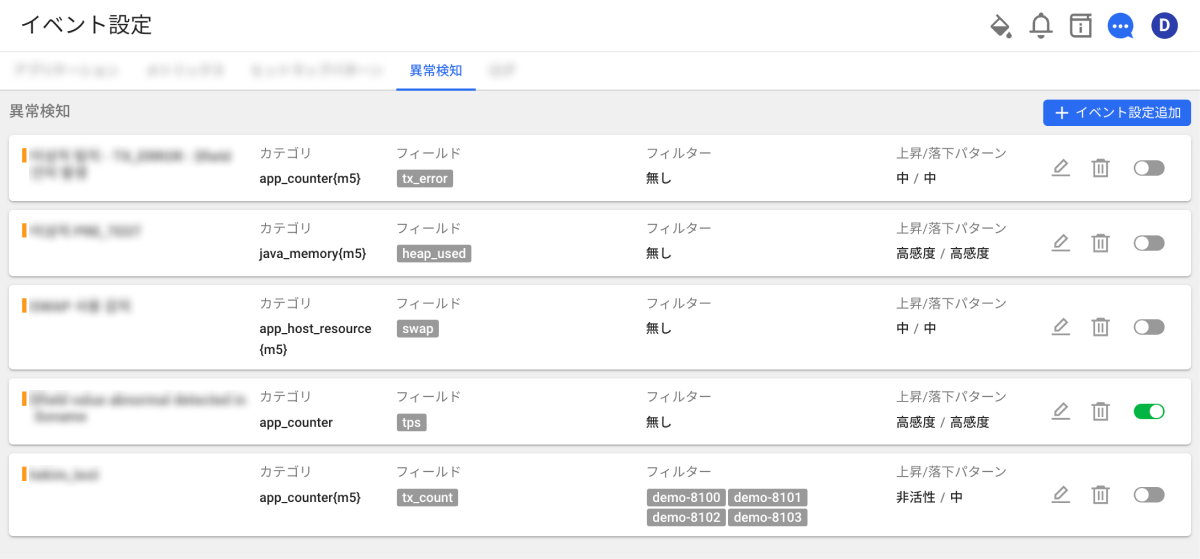 イベント設定
D
異常検知
異常検知
イベント設定追加
カテゴリ
app_counter{m5}
フィールド
tx_error
フィルター
無し
上昇/落下パターン
中 / 中
カテゴリ
java_memory{m5}
フィールド
heap_used
フィルター
無し
上昇/落下パターン
高感度 / 高感度
カテゴリ
app_host_resource
{m5}
フィールド
swap
フィルター
無し
上昇/落下パターン
中 / 中
カテゴリ
app_counter
フィールド
tps
フィルター
無し
上昇/落下パターン
高感度 / 高感度
カテゴリ
app_counter{m5}
フィールド
tx_count
フィルター
demo-8100 demo-8101
demo-8102 demo-8103
上昇/落下パターン
非活性 / 中